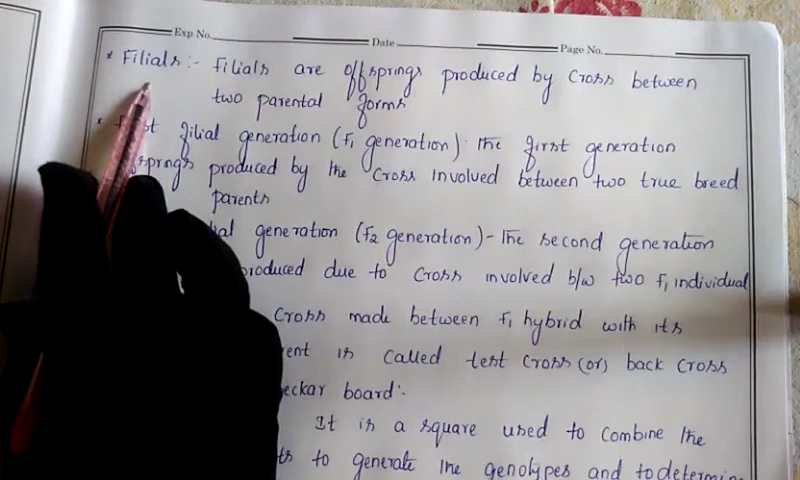 Exp No.
Date
Page No.
* Filials :- Filials are offsprings produced by cross between
two parental forms
* filial generation (F1 generation) : The first generation
produced by the cross involved between two true breed
parents
generation (F2 generation) - The second generation
produced due to cross involved b/w two F1 individual
Cross made between F1 hybrid with its
is called test cross (or) back cross
board :-
It is a square used to combine the
to generate the genotypes and to